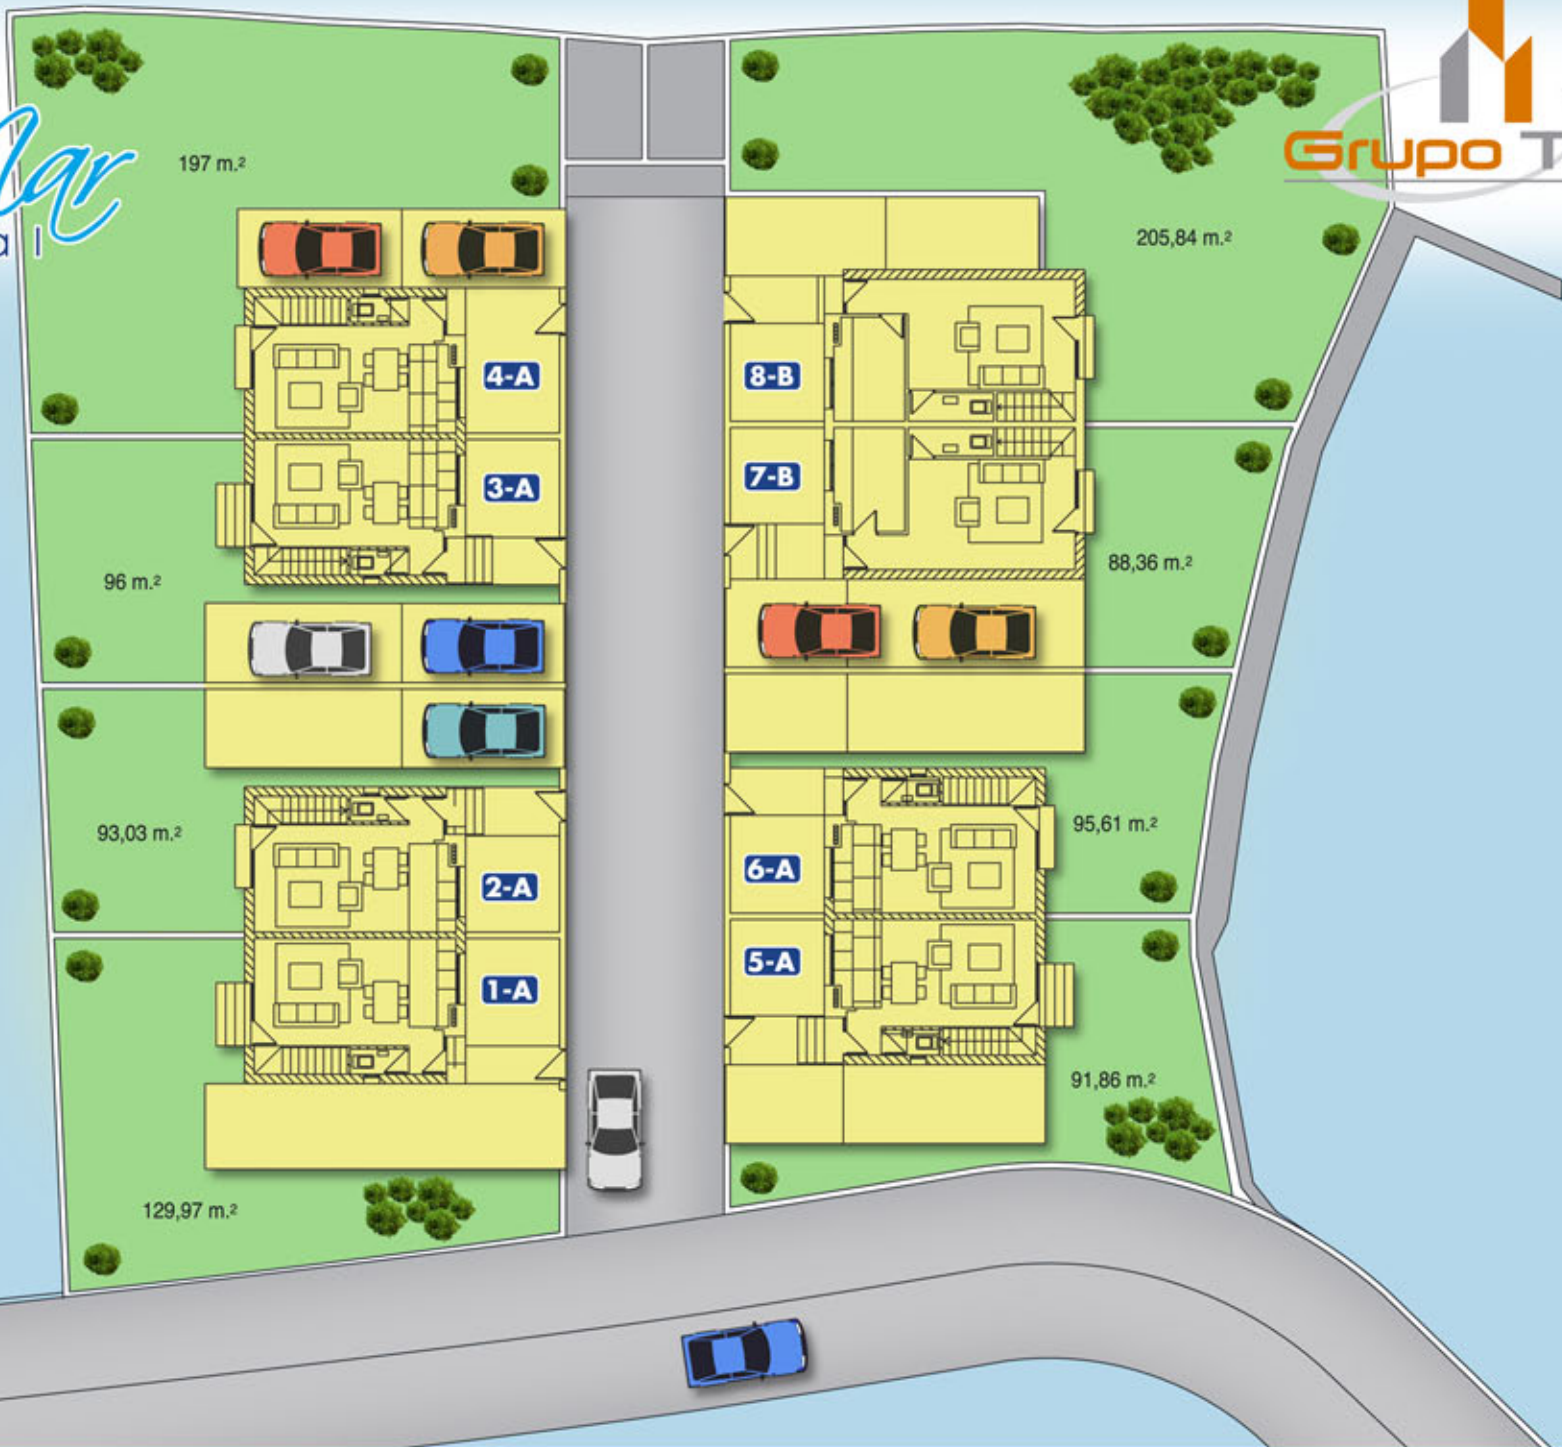 197 m.²
Grupo T
205,84 m.²
4-A
8-B
3-A
7-B
96 m.²
88,36 m.²
93,03 m.²
95,61 m.²
2-A
6-A
1-A
5-A
91,86 m.²
129,97 m.²